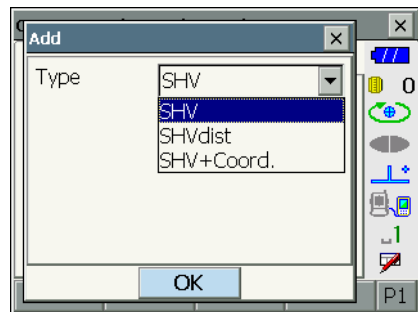 Add
Type SHV
SHV
SHVdist
SHV+Coord.
OK
0
1
P1